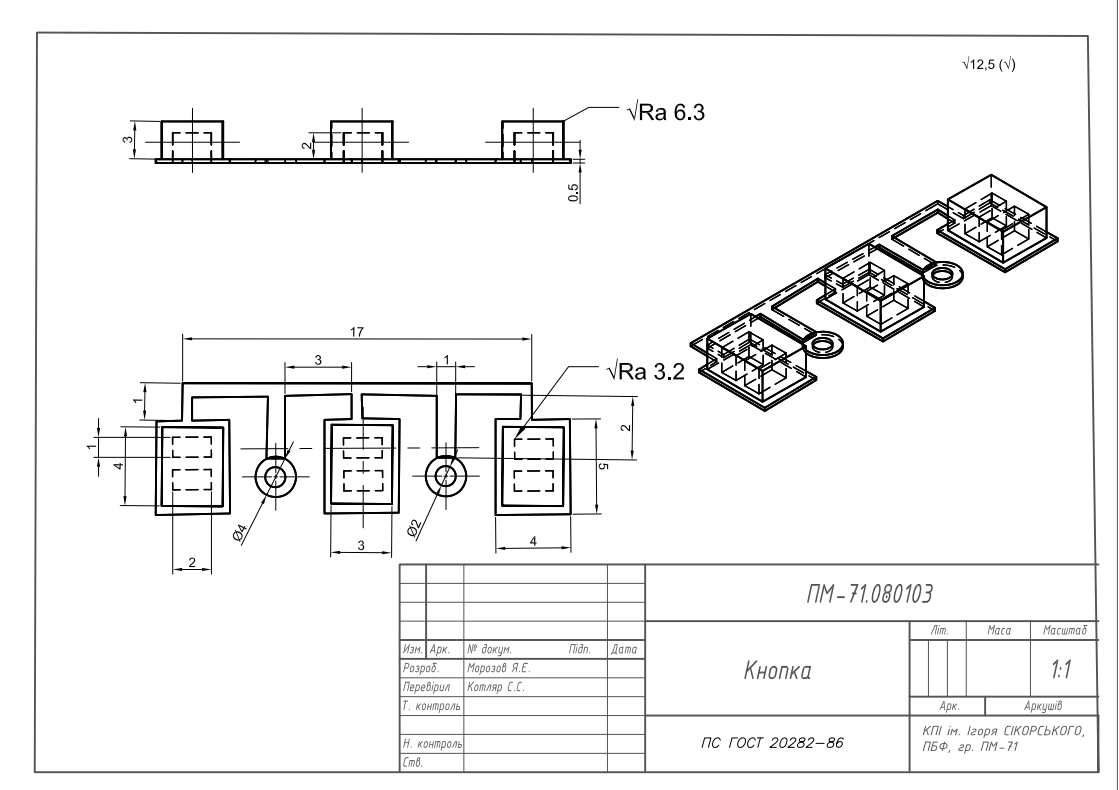 √12,5 (√)
√Ra 6.3
3
2
0.5
17
3
1
√Ra 3.2
1
1
4
2
5
Ø4
Ø2
2
3
4
ПМ-71.080103
Літ. Маса Масштаб
Изм. Арк. № докум. Підп. Дата
Розроб. Морозов Я.Е.
Кнопка
1:1
Перевірил Котляр С.С.
Т. контроль
Арк. Аркушів
ПС ГОСТ 20282-86
КПІ ім. Ігоря СІКОРСЬКОГО,
ПБФ, гр. ПМ-71
Н. контроль
Ств.